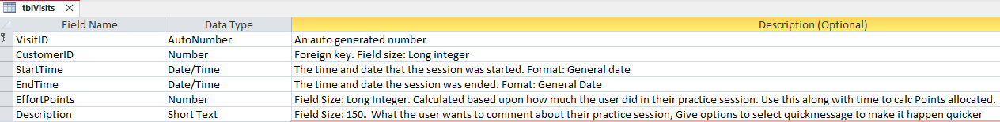 tblVisits
Field Name Data Type Description (Optional)
VisitID AutoNumber An auto generated number
CustomerID Number Foreign key. Field size: Long integer
StartTime Date/Time The time and date that the session was started. Format: General date
EndTime Date/Time The time and date the session was ended. Fomat: General Date
EffortPoints Number Field Size: Long Integer. Calculated based upon how much the user did in their practice session. Use this along with time to calc Points allocated.
Description Short Text Field Size: 150. What the user wants to comment about their practice session, Give options to select quickmessage to make it happen quicker